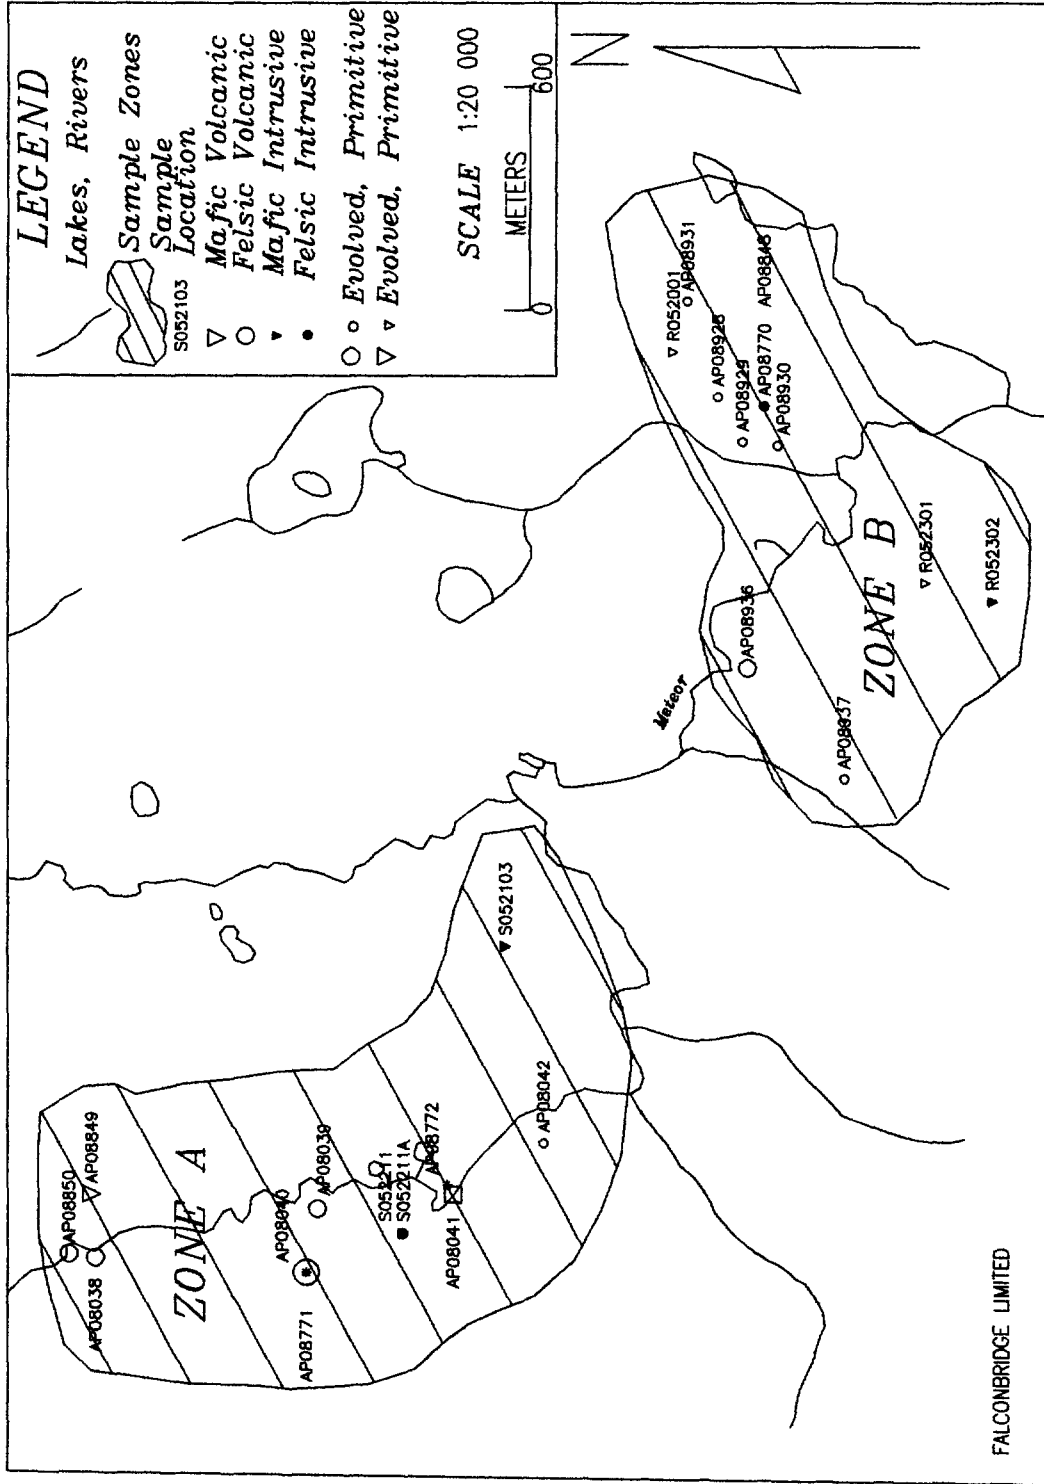 LEGEND
Lakes, Rivers
Sample Zones
Sample
Location
S052103
Mafic Volcanic
Felsic Volcanic
Mafic Intrusive
Felsic Intrusive
Evolved, Primitive
Evolved, Primitive
SCALE 1:20 000
METERS
0 600
N
AP08850
AP08849
AP08038
ZONE A
AP08040
AP08039
AP08771
S052211
S052211A
AP08772
AP08041
AP08042
S052103
Meteor
R052001
AP08931
AP08928
AP08929
AP08770
AP08848
AP08930
AP08936
AP08937
ZONE B
R052301
R052302
FALCONBRIDGE LIMITED